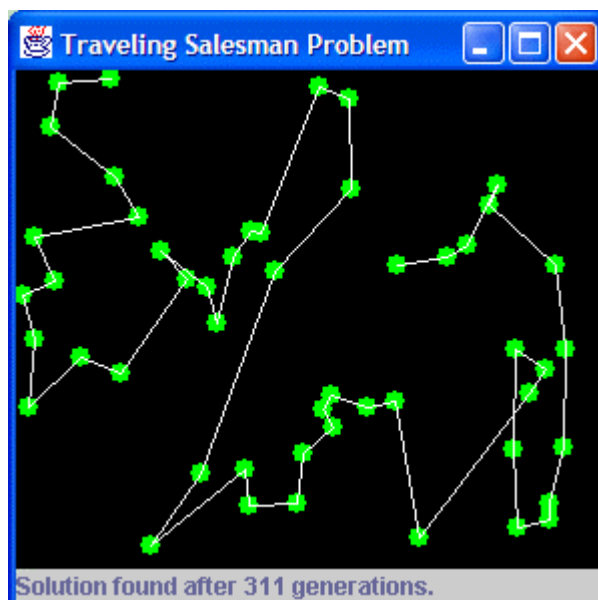 Traveling Salesman Problem
Solution found after 311 generations.